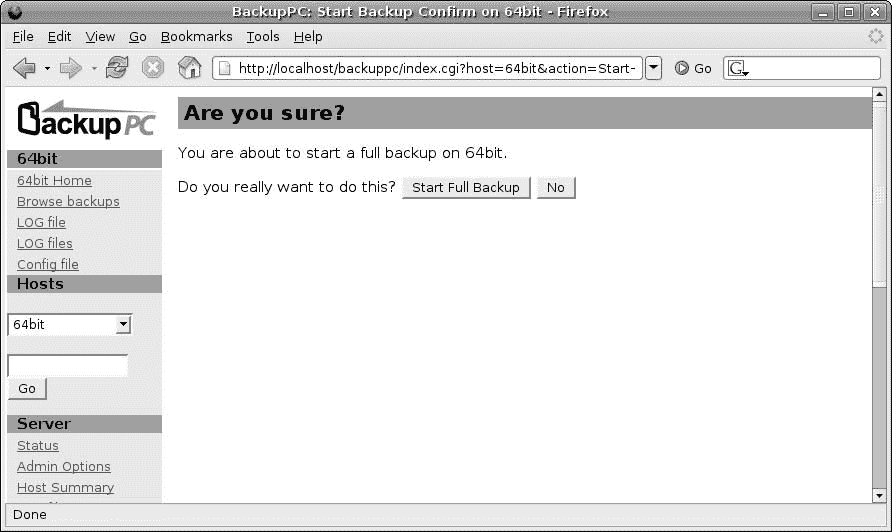 BackupPC: Start Backup Confirm on 64bit - Firefox
File Edit View Go Bookmarks Tools Help
http://localhost/backuppc/index.cgi?host=64bit&action=Start- Go G
BackupPC
64bit
64bit Home
Browse backups
LOG file
LOG files
Config file
Hosts
64bit
Go
Server
Status
Admin Options
Host Summary
Are you sure?
You are about to start a full backup on 64bit.
Do you really want to do this? Start Full Backup No
Done